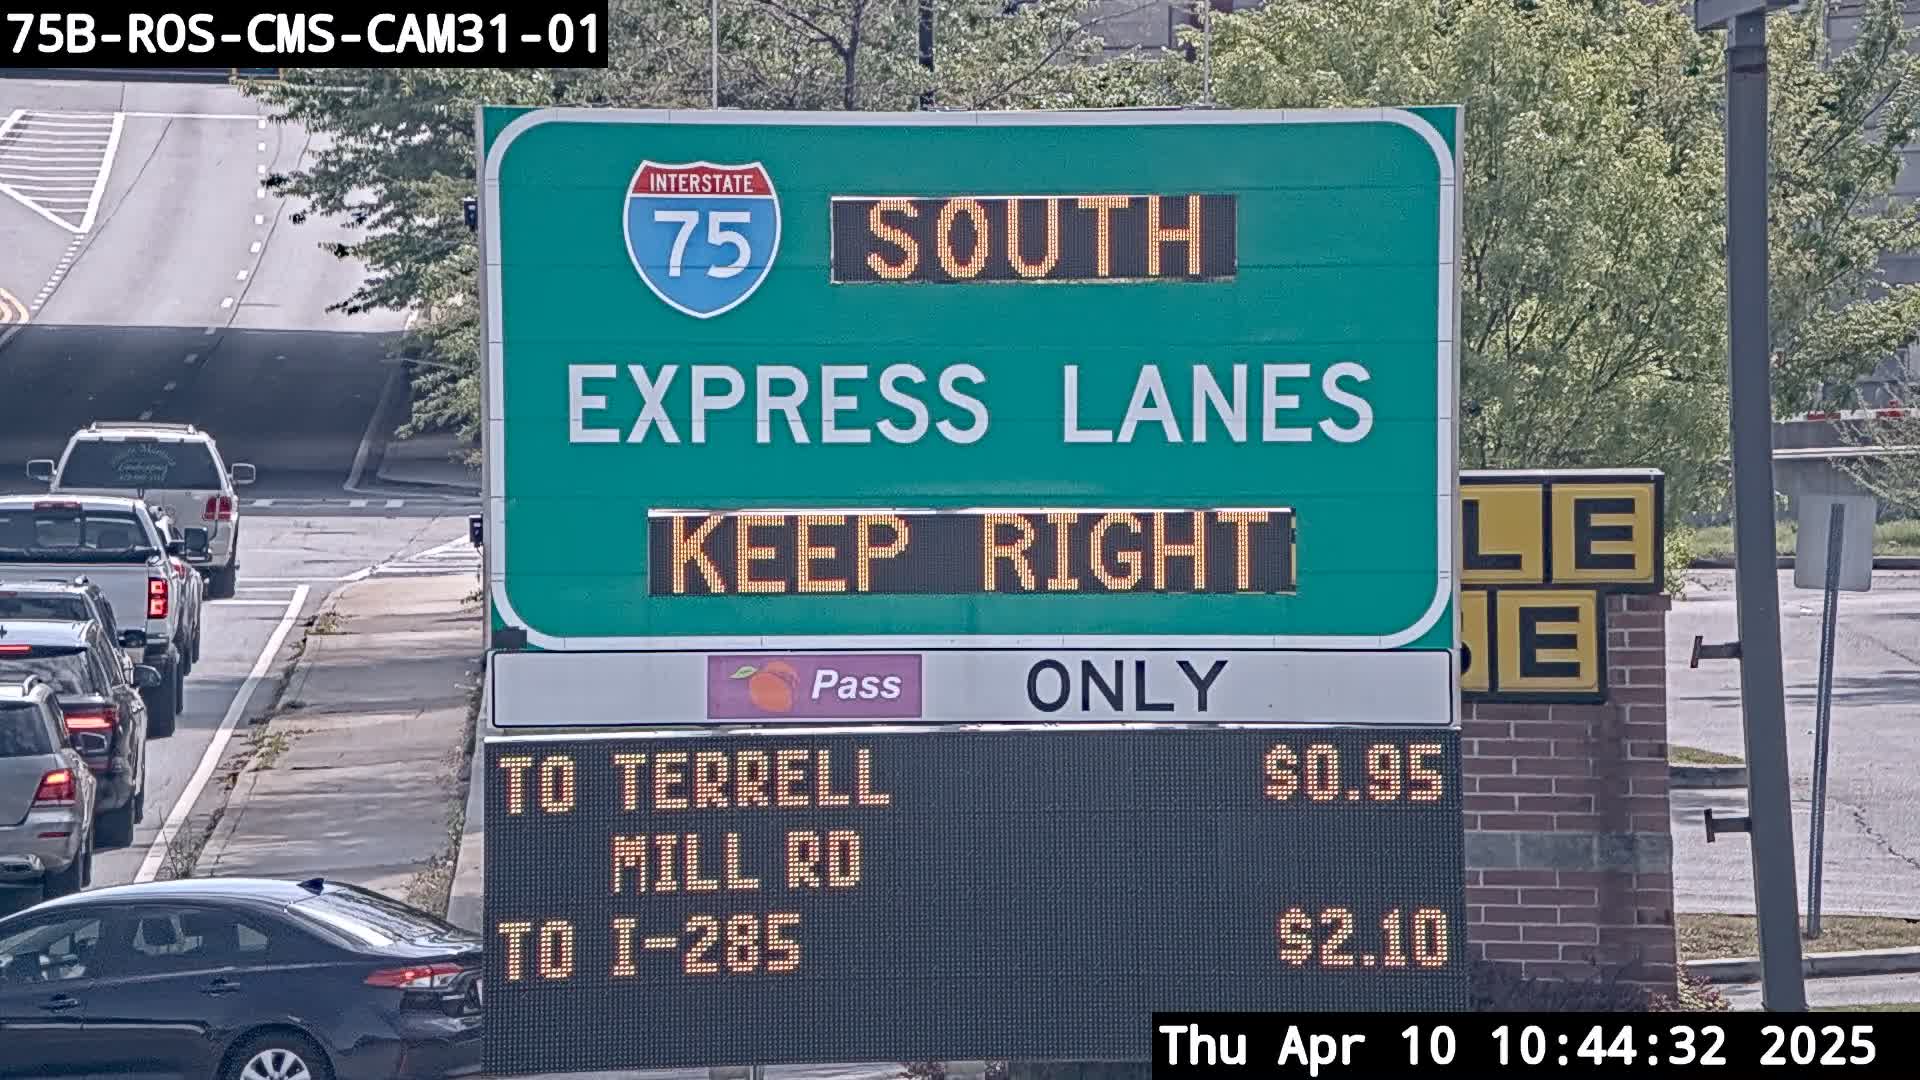 75B-ROS-CMS-CAM31-01
INTERSTATE
75
SOUTH
EXPRESS LANES
KEEP RIGHT
Pass ONLY
TO TERRELL $0.95
MILL RD
TO I-285 $2.10
LE
E
Thu Apr 10 10:44:32 2025